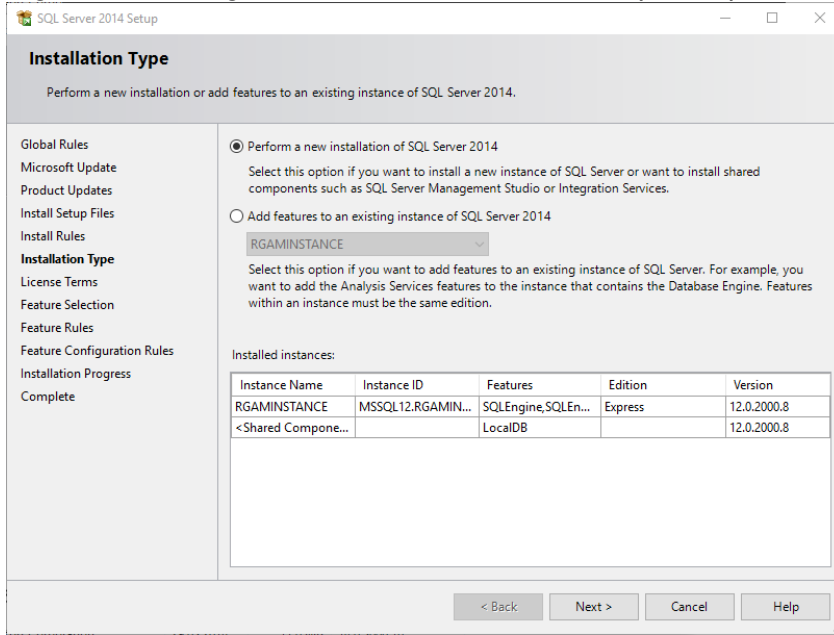 SQL Server 2014 Setup
Installation Type
Perform a new installation or add features to an existing instance of SQL Server 2014.
Global Rules
Microsoft Update
Product Updates
Install Setup Files
Install Rules
Installation Type
License Terms
Feature Selection
Feature Rules
Feature Configuration Rules
Installation Progress
Complete
Perform a new installation of SQL Server 2014
Select this option if you want to install a new instance of SQL Server or want to install shared
components such as SQL Server Management Studio or Integration Services.
Add features to an existing instance of SQL Server 2014
RGAMINSTANCE
Select this option if you want to add features to an existing instance of SQL Server. For example, you
want to add the Analysis Services features to the instance that contains the Database Engine. Features
within an instance must be the same edition.
Installed instances:
Instance Name Instance ID Features Edition Version
RGAMINSTANCE MSSQL12.RGAMIN... SQLEngine,SQLEn... Express 12.0.2000.8
<Shared Compone... LocalDB 12.0.2000.8
< Back Next > Cancel Help